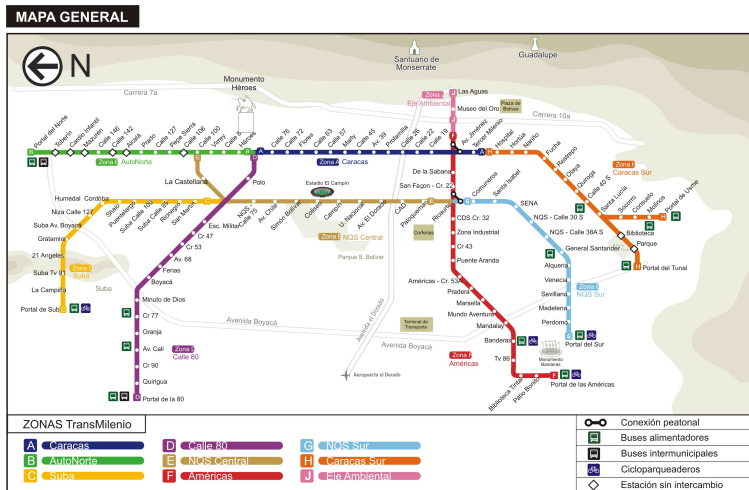 MAPA GENERAL
N
Santuario de
Monserrate
Guadalupe
Monumento
Héroes
Carrera 7a
Carrera 10a
Zona J
Eje Ambiental
J
Las Aguas
Museo del Oro
Plaza de
Bolivar
J
F
Av. Jiménez
Tercer Milenio
B
Portal del Norte
Toberín
Cardio Infantil
Mazurén
Calle 146
Calle 142
Alcalá
Prado
Calle 127
Pepe Sierra
Calle 106
Calle 100
Virrey
Héroes
B
Zona B
AutoNorte
A
Calle 76
Calle 72
Flores
Calle 63
Calle 57
Marly
Calle 45
Av. 39
Profamilia
Calle 26
Calle 22
Calle 19
A
Zona A
Caracas
H
Hospital
Hortúa
Nariño
Fucha
Restrepo
Olaya
Quiroga
Calle 40 S
Santa Lucía
Socorro
Consuelo
Molinos
H
Portal de Usme
Zona H
Caracas Sur
Biblioteca
Parque
General Santander
H
Portal del Tunal
E
La Castellana
D
Polo
Estadio El Campín
De la Sabana
San Façon - Cr. 22
Humedal Córdoba
Niza Calle 127
Suba Av. Boyacá
Gratamira
21 Angeles
Suba Tv 91
La Campiña
Portal de Suba
C
Zona C
Suba
Suba
Shaio
Puentelargo
Suba Calle 100
Suba Calle 95
Rionegro
San Martín
C
Esc. Militar
Cr 47
Cr 53
Av. 68
Ferias
Boyacá
Minuto de Dios
Cr 77
Granja
Av. Cali
Cr 90
Quirigua
Portal de la 80
D
Zona D
Calle 80
NQS -
Calle 75
Av. Chile
Simón Bolívar
Coliseo
Campín
U. Nacional
Av El Dorado
CAD
Paloquemao
Ricaurte
E
Zona E
NQS Central
Parque S. Bolívar
Corferias
G
Comuneros
Santa Isabel
SENA
NQS - Calle 30 S
NQS - Calle 38A S
Alquería
Venecia
Sevillana
Madelena
Perdomo
G
Portal del Sur
Zona G
NQS Sur
CDS Cr. 32
Zona Industrial
Cr 43
Puente Aranda
Américas - Cr. 53A
Pradera
Marsella
Mundo Aventura
Mandalay
Banderas
Tv 86
Biblioteca Tintal
Patio Bonito
F
Portal de las Américas
Zona F
Américas
Monumento
Banderas
Avenida Boyacá
Avenida el Dorado
Avenida Boyacá
Terminal de
Transporte
Aeropuerto el Dorado
ZONAS TransMilenio
A Caracas
B AutoNorte
C Suba
D Calle 80
E NQS Central
F Américas
G NQS Sur
H Caracas Sur
J Eje Ambiental
Conexión peatonal
Buses alimentadores
Buses intermunicipales
Cicloparqueaderos
Estación sin intercambio